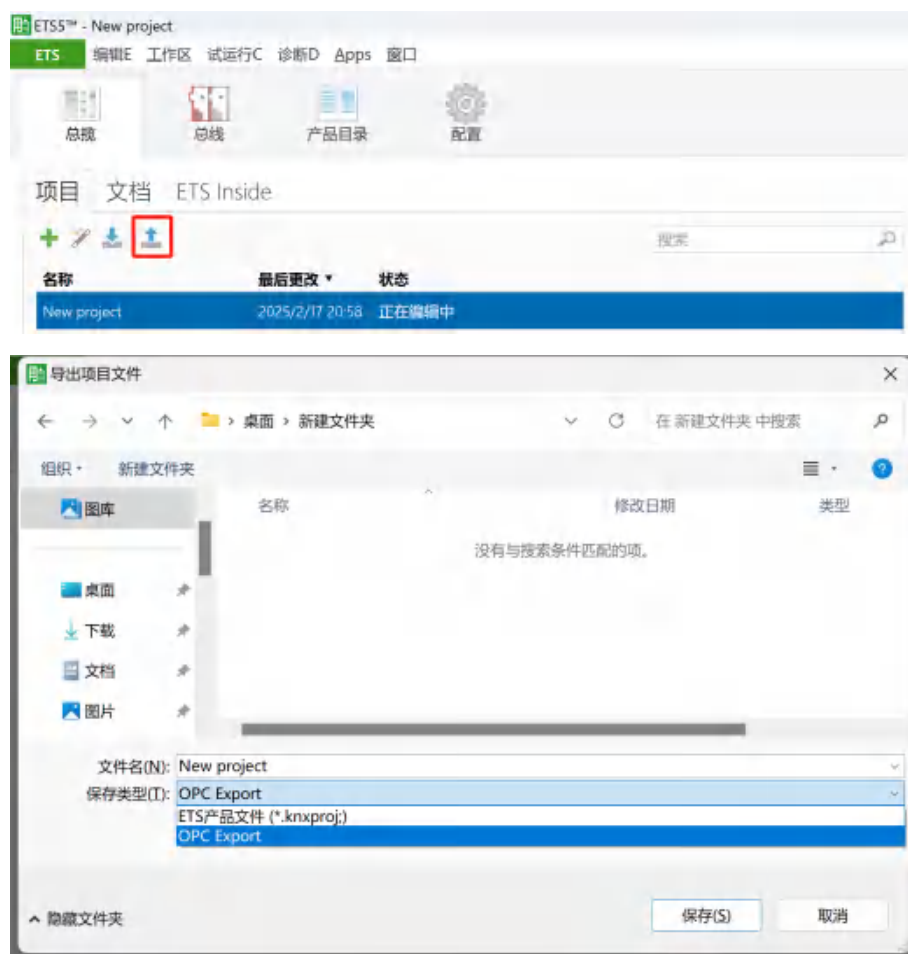 ETS5™ - New project
ETS 编辑E 工作区 试运行C 诊断D Apps 窗口
总揽 总线 产品目录 配置
项目 文档 ETS Inside
搜索
名称 最后更改 状态
New project 2025/2/17 20:58 正在编辑中
导出项目文件
桌面 › 新建文件夹 在 新建文件夹 中搜索
组织 新建文件夹
图库 名称 修改日期 类型
没有与搜索条件匹配的项。
桌面
下载
文档
图片
文件名(N): New project
保存类型(T): OPC Export
ETS产品文件 (*.knxproj;)
OPC Export
隐藏文件夹 保存(S) 取消